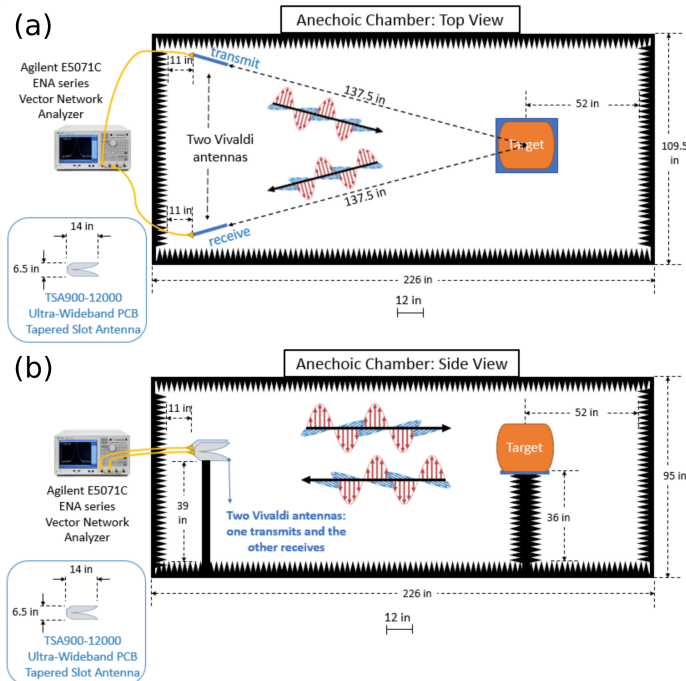 (a)
Anechoic Chamber: Top View
transmit
11 in
Agilent E5071C
ENA series
Vector Network
Analyzer
137.5 in
52 in
Two Vivaldi
antennas
Target
109.5
in
137.5 in
11 in
receive
14 in
6.5 in
TSA900-12000
Ultra-Wideband PCB
Tapered Slot Antenna
226 in
12 in
(b)
Anechoic Chamber: Side View
11 in
52 in
Target
95 in
Agilent E5071C
ENA series
Vector Network
Analyzer
39
in
Two Vivaldi antennas:
one transmits and the
other receives
36 in
14 in
6.5 in
TSA900-12000
Ultra-Wideband PCB
Tapered Slot Antenna
226 in
12 in